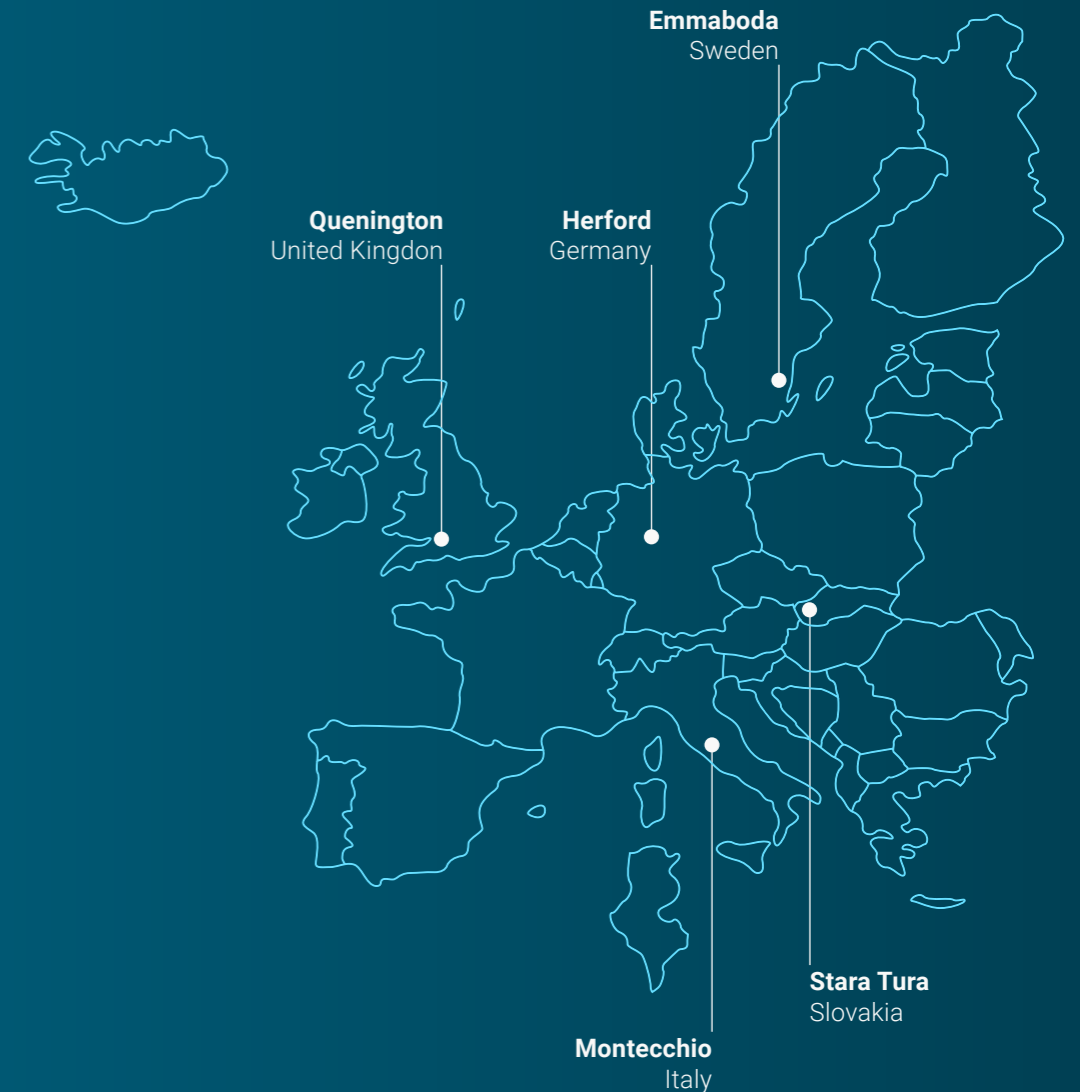 Emmaboda
Sweden
Quenington
United Kingdon
Herford
Germany
Stara Tura
Slovakia
Montecchio
Italy